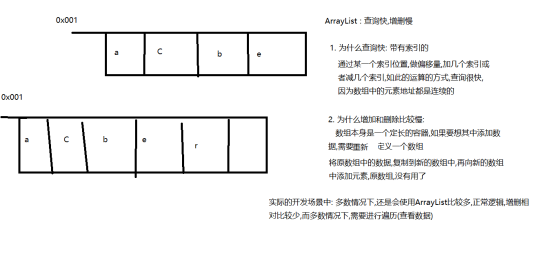 0x001
a C b e
0x001
a C b e r
ArrayList : 查询快,增删慢
1. 为什么查询快: 带有索引的
通过某一个索引位置,做偏移量,加几个索引或
者减几个索引,如此的运算的方式,查询很快,
因为数组中的元素地址都是连续的
2. 为什么增加和删除比较慢:
数组本身是一个定长的容器,如果要想其中添加数
据,需要重新 定义一个数组
将原数组中的数据,复制到新的数组中,再向新的数组
中添加元素,原数组,没有用了
实际的开发场景中: 多数情况下,还是会使用ArrayList比较多,正常逻辑,增删相
对比较少,而多数情况下,需要进行遍历(查看数据)